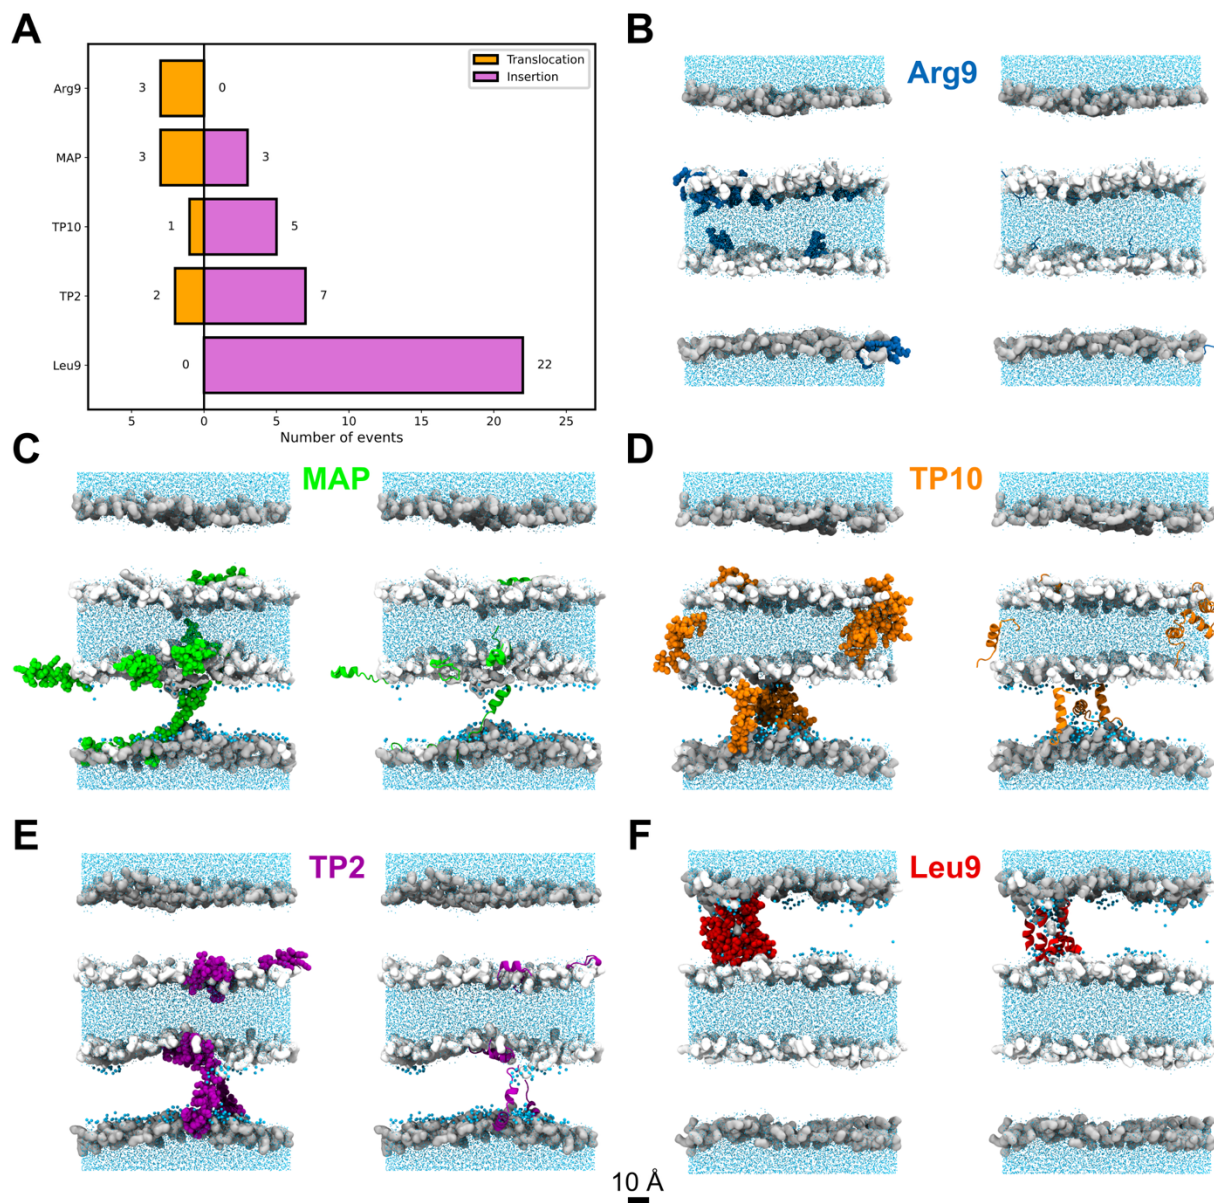 A
Translocation
Insertion
Arg9
3
0
MAP
3
3
TP10
1
5
TP2
2
7
Leu9
0
22
5
0
5
10
15
20
25
Number of events
B
Arg9
C
MAP
D
TP10
E
TP2
F
Leu9
10 Å